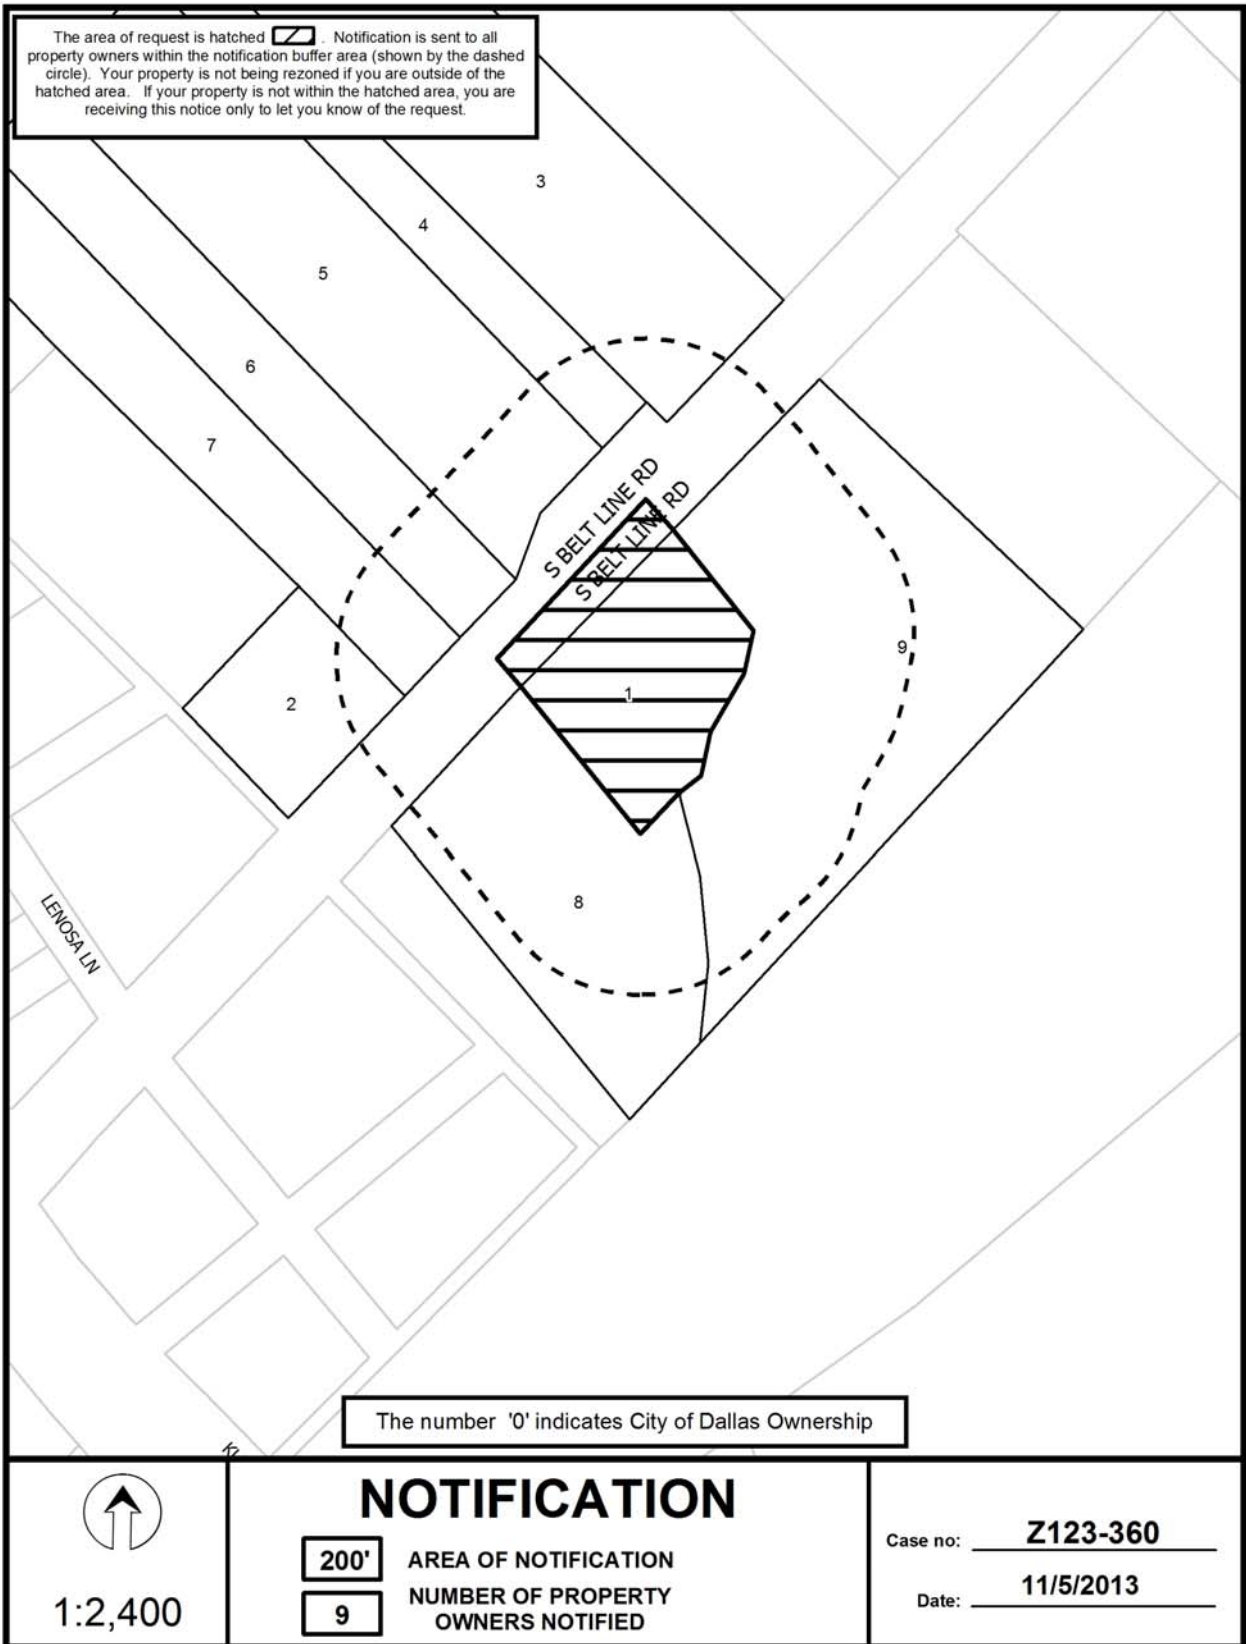 The area of request is hatched . Notification is sent to all
property owners within the notification buffer area (shown by the dashed
circle). Your property is not being rezoned if you are outside of the
hatched area. If your property is not within the hatched area, you are
receiving this notice only to let you know of the request.
3
4
5
6
7
S BELT LINE RD
S BELT LINE RD
9
1
2
8
LENOSA LN
The number '0' indicates City of Dallas Ownership
1:2,400
NOTIFICATION
200' AREA OF NOTIFICATION
9 NUMBER OF PROPERTY
OWNERS NOTIFIED
Case no: Z123-360
Date: 11/5/2013